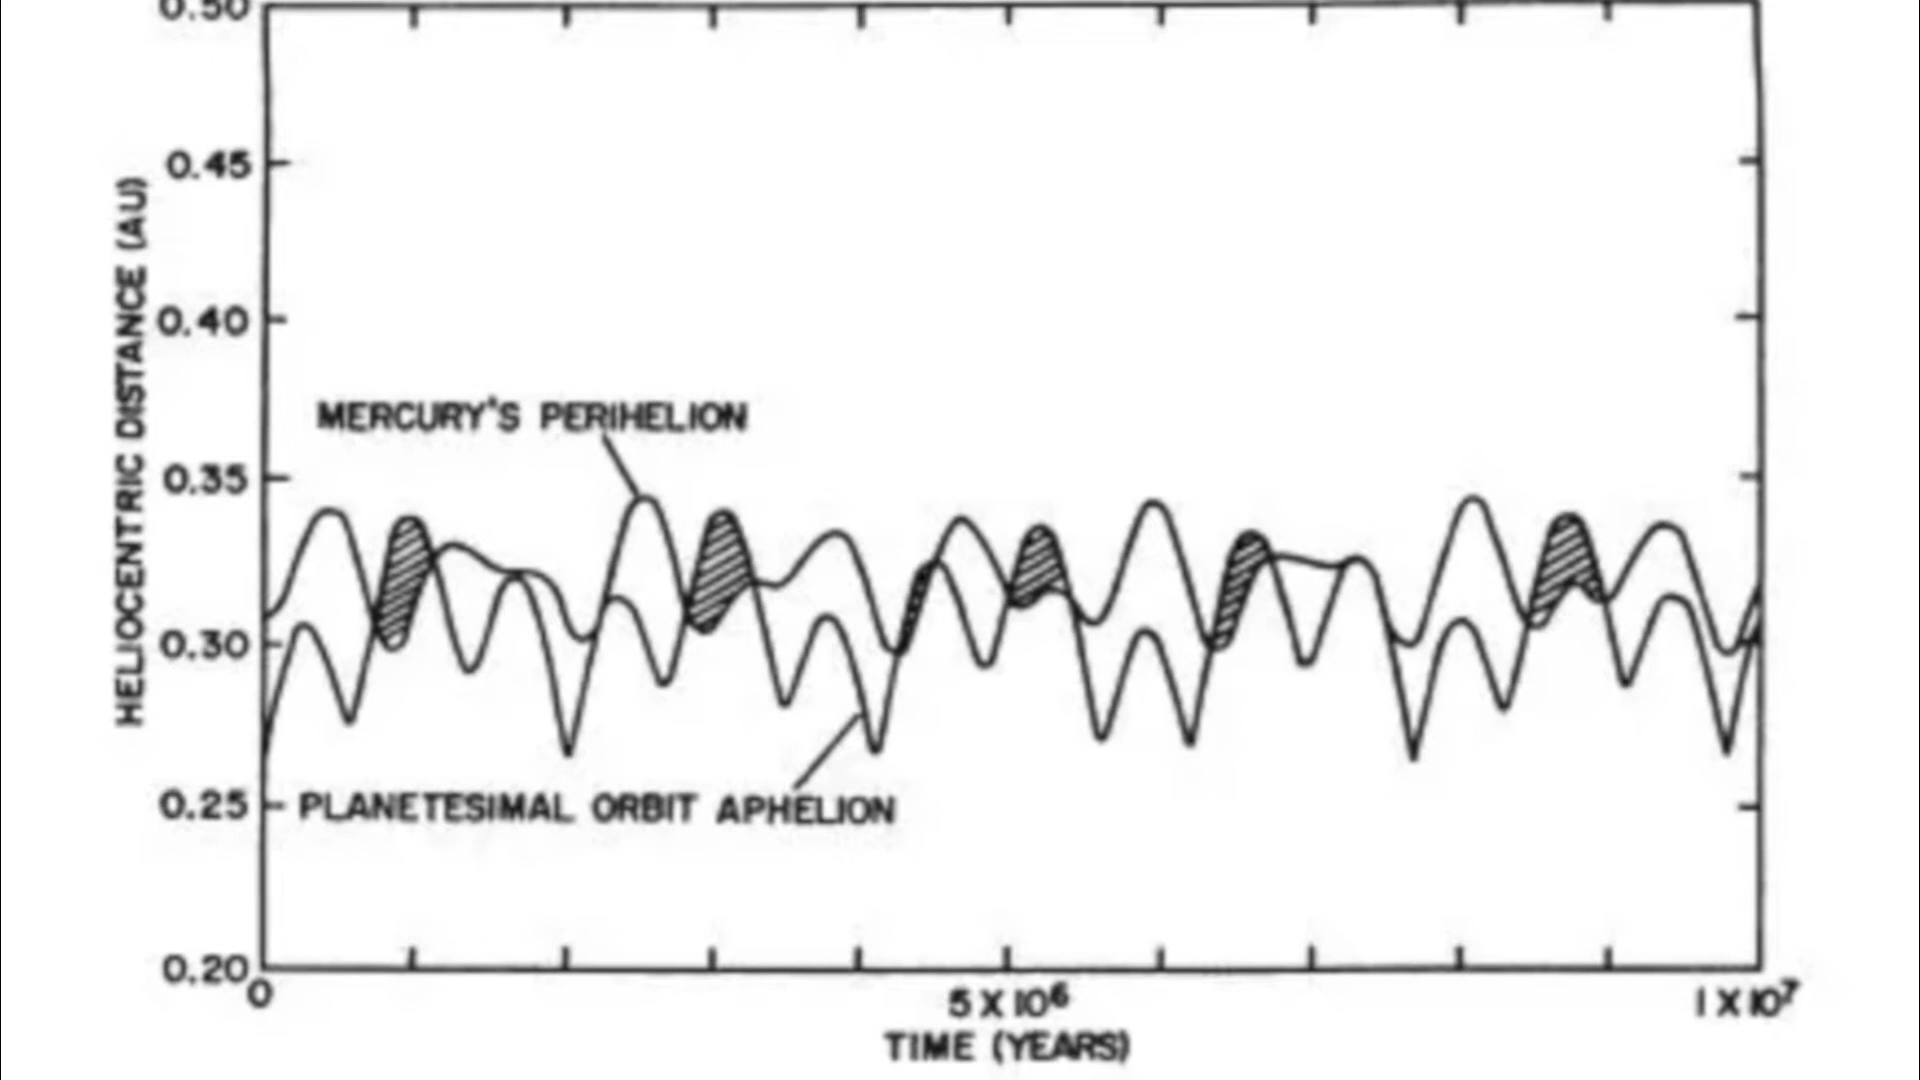 0.50
0.45
0.40
0.35
0.30
0.25
0.20
HELIOCENTRIC DISTANCE (AU)
MERCURY'S PERIHELION
PLANETESIMAL ORBIT APHELION
0
5 X 10⁶
1 X 10⁷
TIME (YEARS)